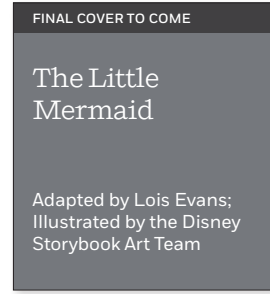 FINAL COVER TO COME
The Little
Mermaid
Adapted by Lois Evans;
Illustrated by the Disney
Storybook Art Team